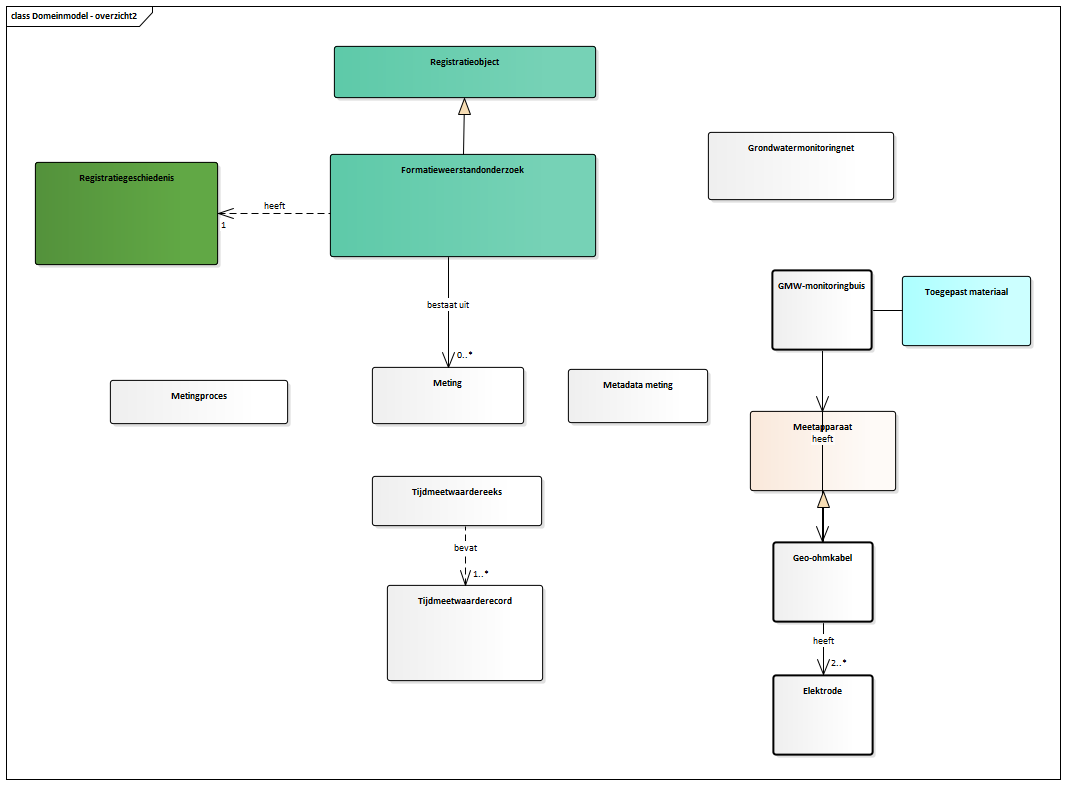 class Domeinmodel - overzicht2
Registratieobject
Grondwatermonitoringnet
Registratiegeschiedenis
Formatieweerstandonderzoek
heeft
1
GMW-monitoringbuis
Toegepast materiaal
bestaat uit
0..*
Metingproces
Meting
Metadata meting
Meetapparaat
heeft
Tijdmeetwaardereeks
bevat
1..*
Geo-ohmkabel
Tijdmeetwaarderecord
heeft
2..*
Elektrode